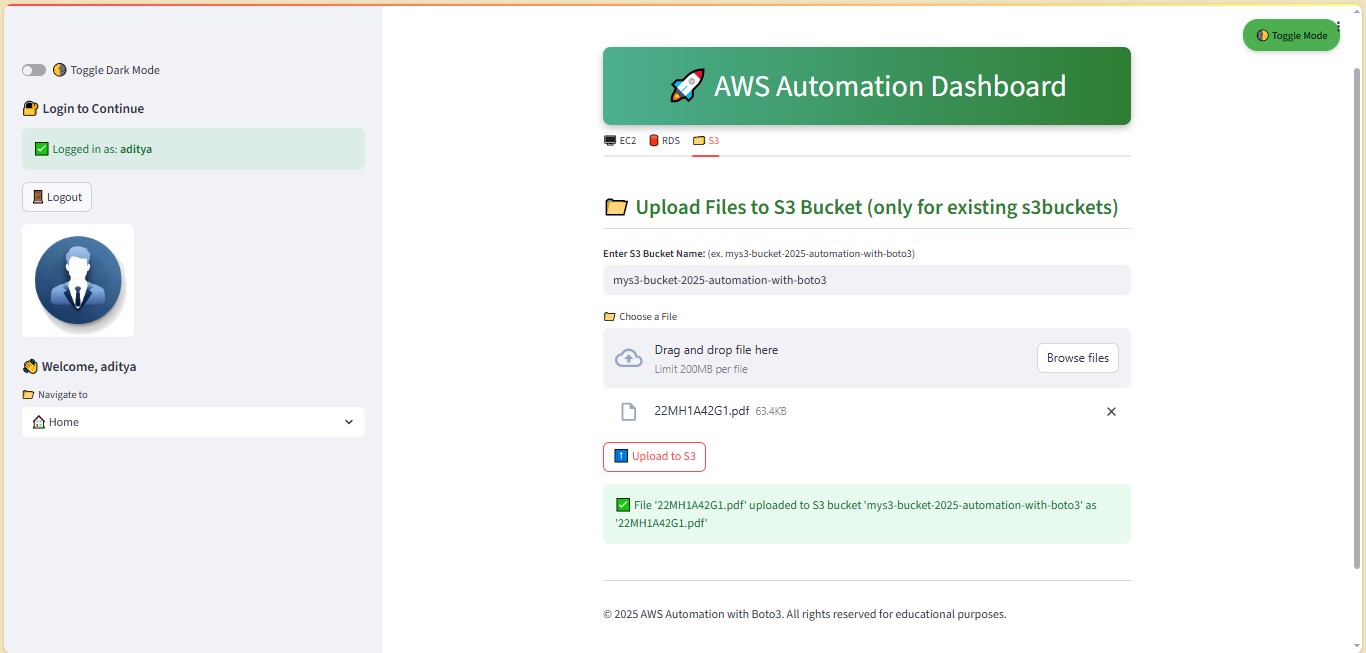 Toggle Mode
Toggle Dark Mode
Login to Continue
Logged in as: aditya
Logout
Welcome, aditya
Navigate to
Home
AWS Automation Dashboard
EC2 RDS S3
Upload Files to S3 Bucket (only for existing s3buckets)
Enter S3 Bucket Name: (ex. mys3-bucket-2025-automation-with-boto3)
mys3-bucket-2025-automation-with-boto3
Choose a File
Drag and drop file here
Limit 200MB per file
Browse files
22MH1A42G1.pdf 63.4KB
Upload to S3
File '22MH1A42G1.pdf' uploaded to S3 bucket 'mys3-bucket-2025-automation-with-boto3' as
'22MH1A42G1.pdf'
© 2025 AWS Automation with Boto3. All rights reserved for educational purposes.